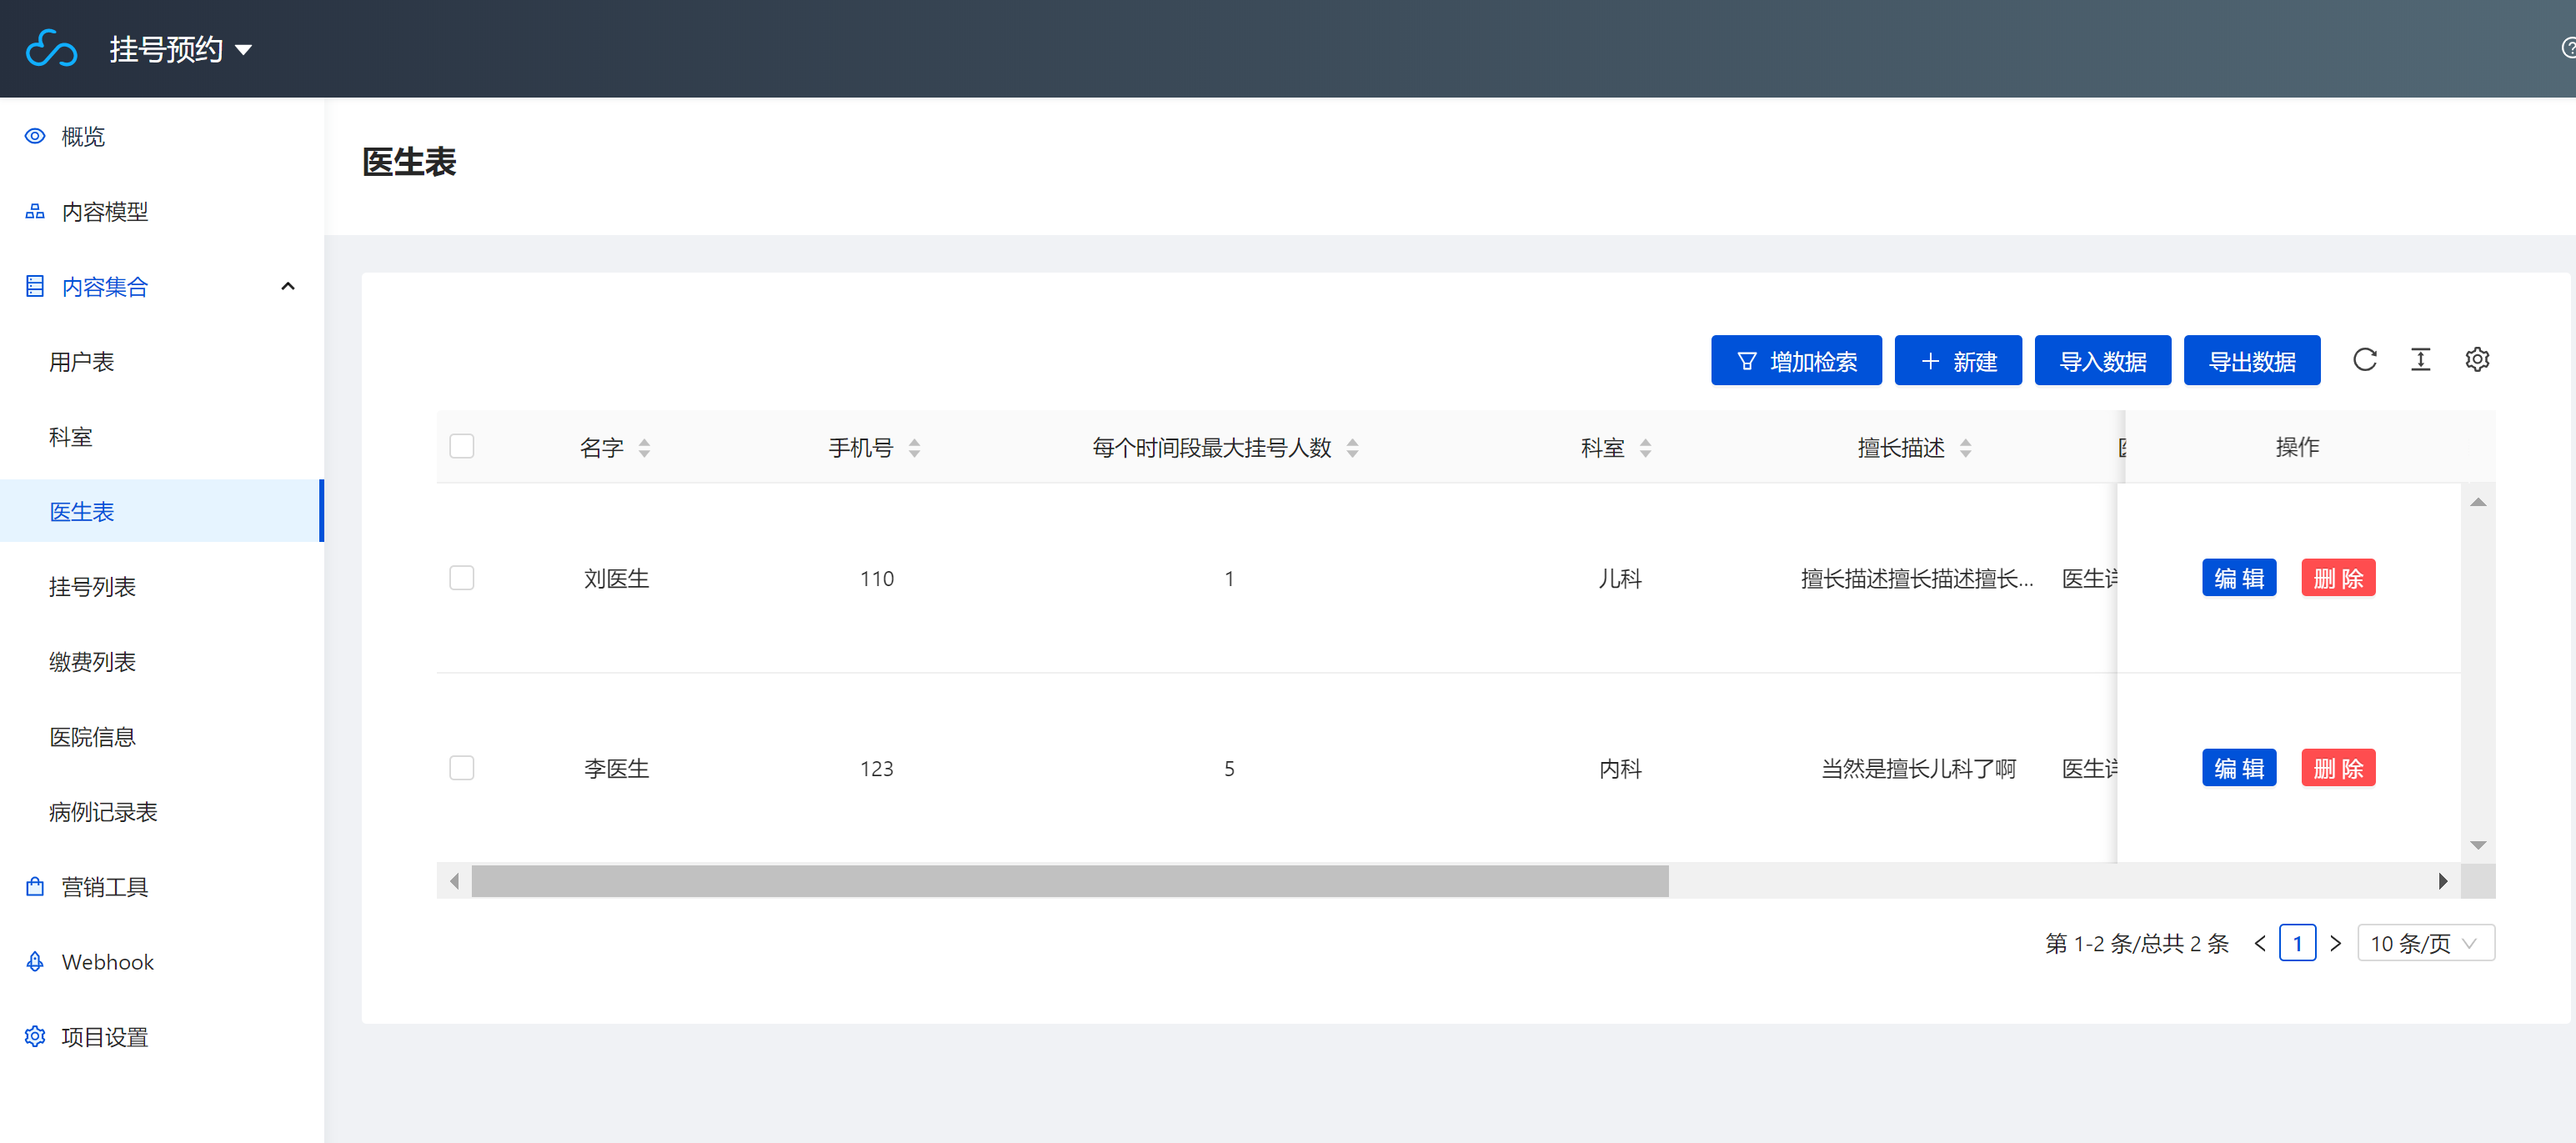 挂号预约
概览
内容模型
内容集合
用户表
科室
医生表
挂号列表
缴费列表
医院信息
病例记录表
营销工具
Webhook
项目设置
医生表
增加检索 新建 导入数据 导出数据
名字 手机号 每个时间段最大挂号人数 科室 擅长描述 操作
刘医生 110 1 儿科 擅长描述擅长描述擅长... 医生详 编辑 删除
李医生 123 5 内科 当然是擅长儿科了啊 医生详 编辑 删除
第 1-2 条/总共 2 条 < 1 > 10 条/页